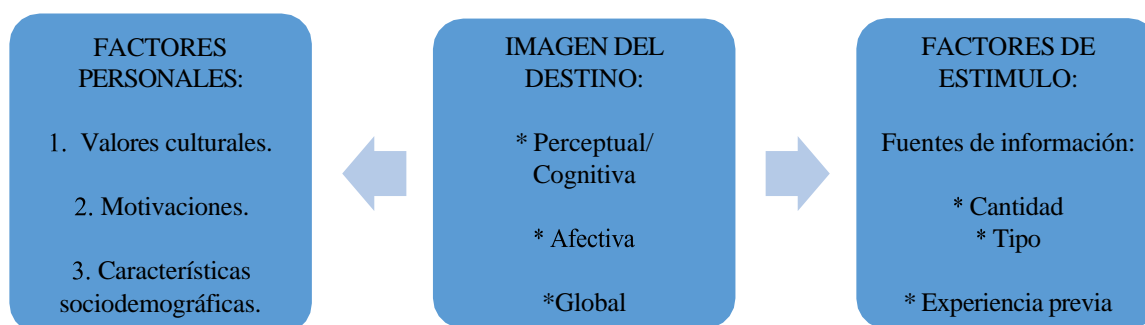 FACTORES
PERSONALES:
1. Valores culturales.
2. Motivaciones.
3. Características
sociodemográficas.
IMAGEN DEL
DESTINO:
* Perceptual/
Cognitiva
* Afectiva
*Global
FACTORES DE
ESTIMULO:
Fuentes de información:
* Cantidad
* Tipo
* Experiencia previa